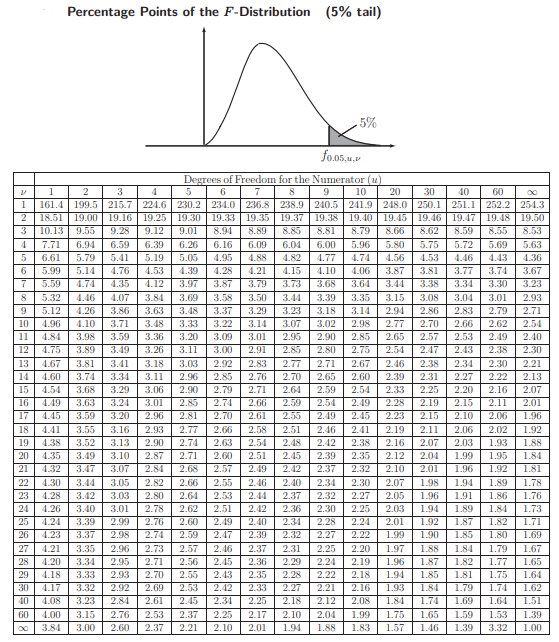 Percentage Points of the F-Distribution (5% tail)
5%
f0.05,u,ν
Degrees of Freedom for the Numerator (u)
ν 1 2 3 4 5 6 7 8 9 10 20 30 40 60 ∞
1 161.4 199.5 215.7 224.6 230.2 234.0 236.8 238.9 240.5 241.9 248.0 250.1 251.1 252.2 254.3
2 18.51 19.00 19.16 19.25 19.30 19.33 19.35 19.37 19.38 19.40 19.45 19.46 19.47 19.48 19.50
3 10.13 9.55 9.28 9.12 9.01 8.94 8.89 8.85 8.81 8.79 8.66 8.62 8.59 8.55 8.53
4 7.71 6.94 6.59 6.39 6.26 6.16 6.09 6.04 6.00 5.96 5.80 5.75 5.72 5.69 5.63
5 6.61 5.79 5.41 5.19 5.05 4.95 4.88 4.82 4.77 4.74 4.56 4.53 4.46 4.43 4.36
6 5.99 5.14 4.76 4.53 4.39 4.28 4.21 4.15 4.10 4.06 3.87 3.81 3.77 3.74 3.67
7 5.59 4.74 4.35 4.12 3.97 3.87 3.79 3.73 3.68 3.64 3.44 3.38 3.34 3.30 3.23
8 5.32 4.46 4.07 3.84 3.69 3.58 3.50 3.44 3.39 3.35 3.15 3.08 3.04 3.01 2.93
9 5.12 4.26 3.86 3.63 3.48 3.37 3.29 3.23 3.18 3.14 2.94 2.86 2.83 2.79 2.71
10 4.96 4.10 3.71 3.48 3.33 3.22 3.14 3.07 3.02 2.98 2.77 2.70 2.66 2.62 2.54
11 4.84 3.98 3.59 3.36 3.20 3.09 3.01 2.95 2.90 2.85 2.65 2.57 2.53 2.49 2.40
12 4.75 3.89 3.49 3.26 3.11 3.00 2.91 2.85 2.80 2.75 2.54 2.47 2.43 2.38 2.30
13 4.67 3.81 3.41 3.18 3.03 2.92 2.83 2.77 2.71 2.67 2.46 2.38 2.34 2.30 2.21
14 4.60 3.74 3.34 3.11 2.96 2.85 2.76 2.70 2.65 2.60 2.39 2.31 2.27 2.22 2.13
15 4.54 3.68 3.29 3.06 2.90 2.79 2.71 2.64 2.59 2.54 2.33 2.25 2.20 2.16 2.07
16 4.49 3.63 3.24 3.01 2.85 2.74 2.66 2.59 2.54 2.49 2.28 2.19 2.15 2.11 2.01
17 4.45 3.59 3.20 2.96 2.81 2.70 2.61 2.55 2.49 2.45 2.23 2.15 2.10 2.06 1.96
18 4.41 3.55 3.16 2.93 2.77 2.66 2.58 2.51 2.46 2.41 2.19 2.11 2.06 2.02 1.92
19 4.38 3.52 3.13 2.90 2.74 2.63 2.54 2.48 2.42 2.38 2.16 2.07 2.03 1.93 1.88
20 4.35 3.49 3.10 2.87 2.71 2.60 2.51 2.45 2.39 2.35 2.12 2.04 1.99 1.95 1.84
21 4.32 3.47 3.07 2.84 2.68 2.57 2.49 2.42 2.37 2.32 2.10 2.01 1.96 1.92 1.81
22 4.30 3.44 3.05 2.82 2.66 2.55 2.46 2.40 2.34 2.30 2.07 1.98 1.94 1.89 1.78
23 4.28 3.42 3.03 2.80 2.64 2.53 2.44 2.37 2.32 2.27 2.05 1.96 1.91 1.86 1.76
24 4.26 3.40 3.01 2.78 2.62 2.51 2.42 2.36 2.30 2.25 2.03 1.94 1.89 1.84 1.73
25 4.24 3.39 2.99 2.76 2.60 2.49 2.40 2.34 2.28 2.24 2.01 1.92 1.87 1.82 1.71
26 4.23 3.37 2.98 2.74 2.59 2.47 2.39 2.32 2.27 2.22 1.99 1.90 1.85 1.80 1.69
27 4.21 3.35 2.96 2.73 2.57 2.46 2.37 2.31 2.25 2.20 1.97 1.88 1.84 1.79 1.67
28 4.20 3.34 2.95 2.71 2.56 2.45 2.36 2.29 2.24 2.19 1.96 1.87 1.82 1.77 1.65
29 4.18 3.33 2.93 2.70 2.55 2.43 2.35 2.28 2.22 2.18 1.94 1.85 1.81 1.75 1.64
30 4.17 3.32 2.92 2.69 2.53 2.42 2.33 2.27 2.21 2.16 1.93 1.84 1.79 1.74 1.62
40 4.08 3.23 2.84 2.61 2.45 2.34 2.25 2.18 2.12 2.08 1.84 1.74 1.69 1.64 1.51
60 4.00 3.15 2.76 2.53 2.37 2.25 2.17 2.10 2.04 1.99 1.75 1.65 1.59 1.53 1.39
∞ 3.84 3.00 2.60 2.37 2.21 2.10 2.01 1.94 1.88 1.83 1.57 1.46 1.39 3.32 1.00